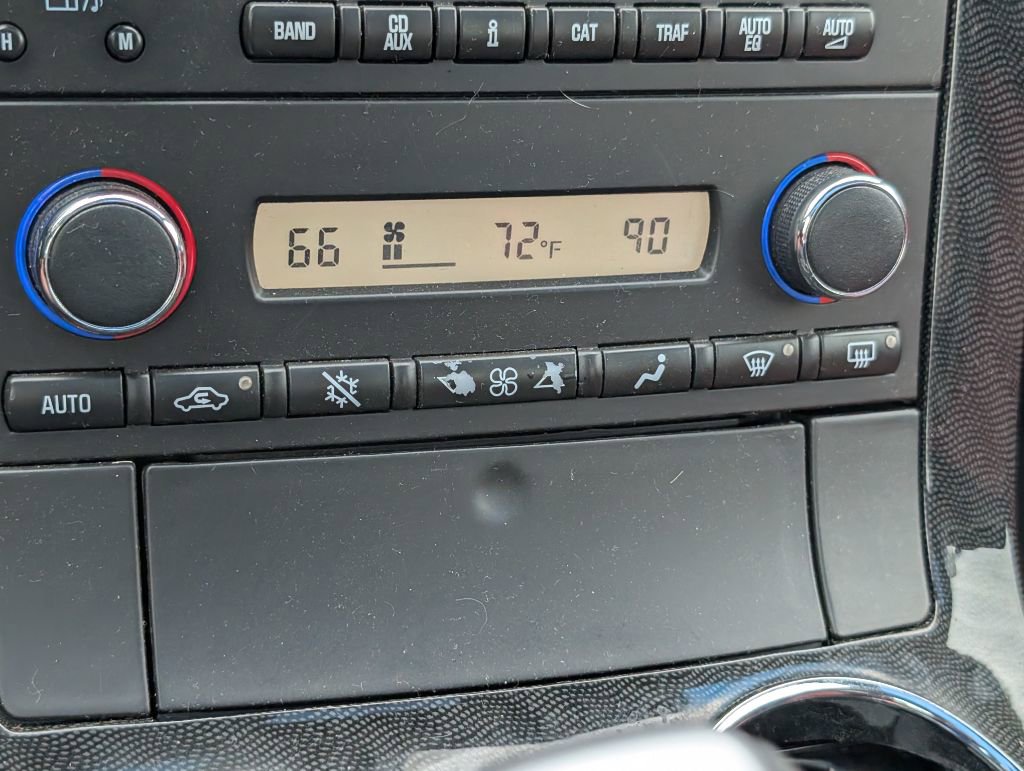 H M
BAND CD AUX i CAT TRAF AUTO EQ AUTO
66 72°F 90
AUTO